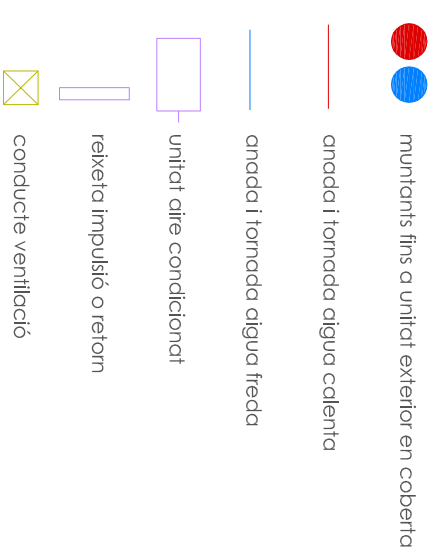 muntants fins a unitat exterior en coberta
anada i tornada aigua calenta
anada i tornada aigua freda
unitat aire condicionat
reixeta impulsió o retorn
conducte ventilació